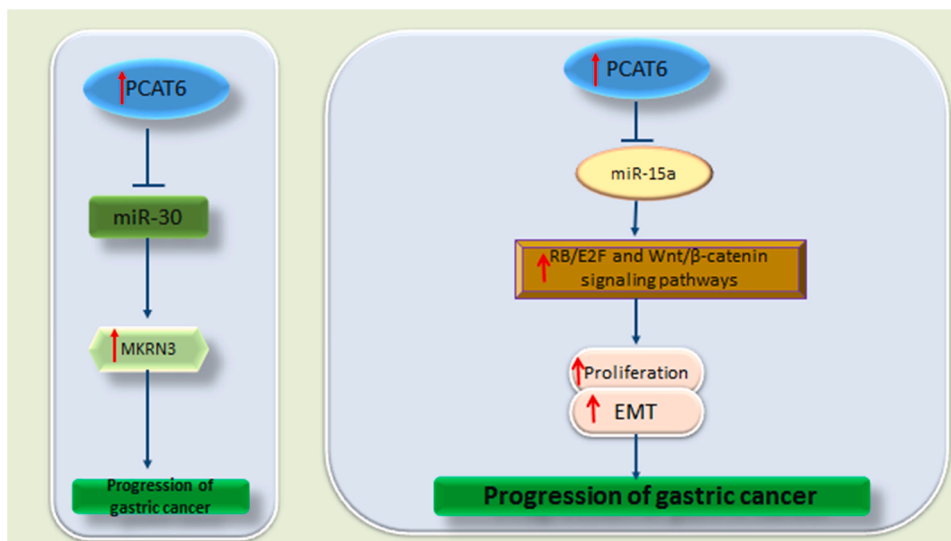 PCAT6
miR-30
MKRN3
Progression of
gastric cancer
PCAT6
miR-15a
RB/E2F and Wnt/β-catenin
signaling pathways
Proliferation
EMT
Progression of gastric cancer